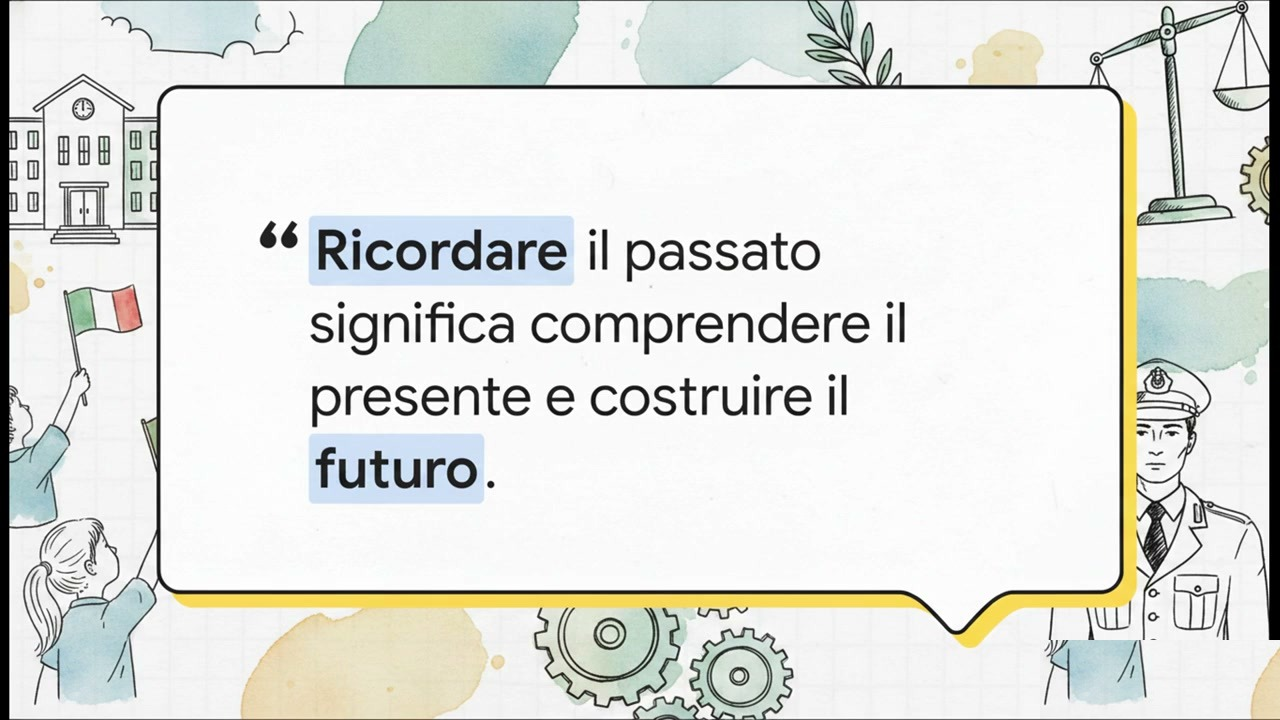 “Ricordare il passato
significa comprendere il
presente e costruire il
futuro.